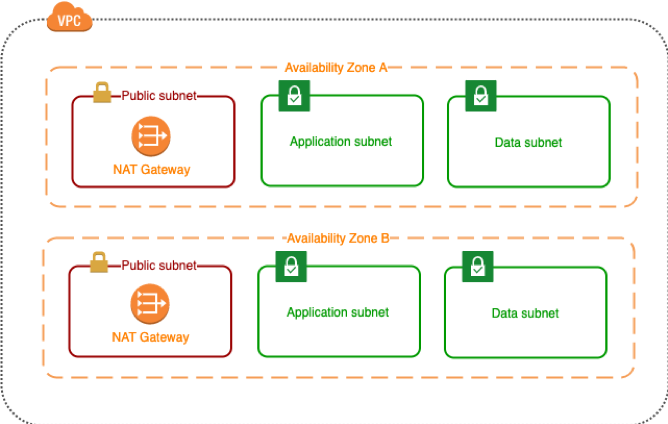 VPC
Availability Zone A
Public subnet
NAT Gateway
Application subnet
Data subnet
Availability Zone B
Public subnet
NAT Gateway
Application subnet
Data subnet